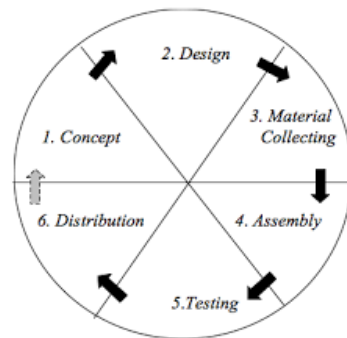 1. Concept
2. Design
3. Material
Collecting
4. Assembly
5.Testing
6. Distribution